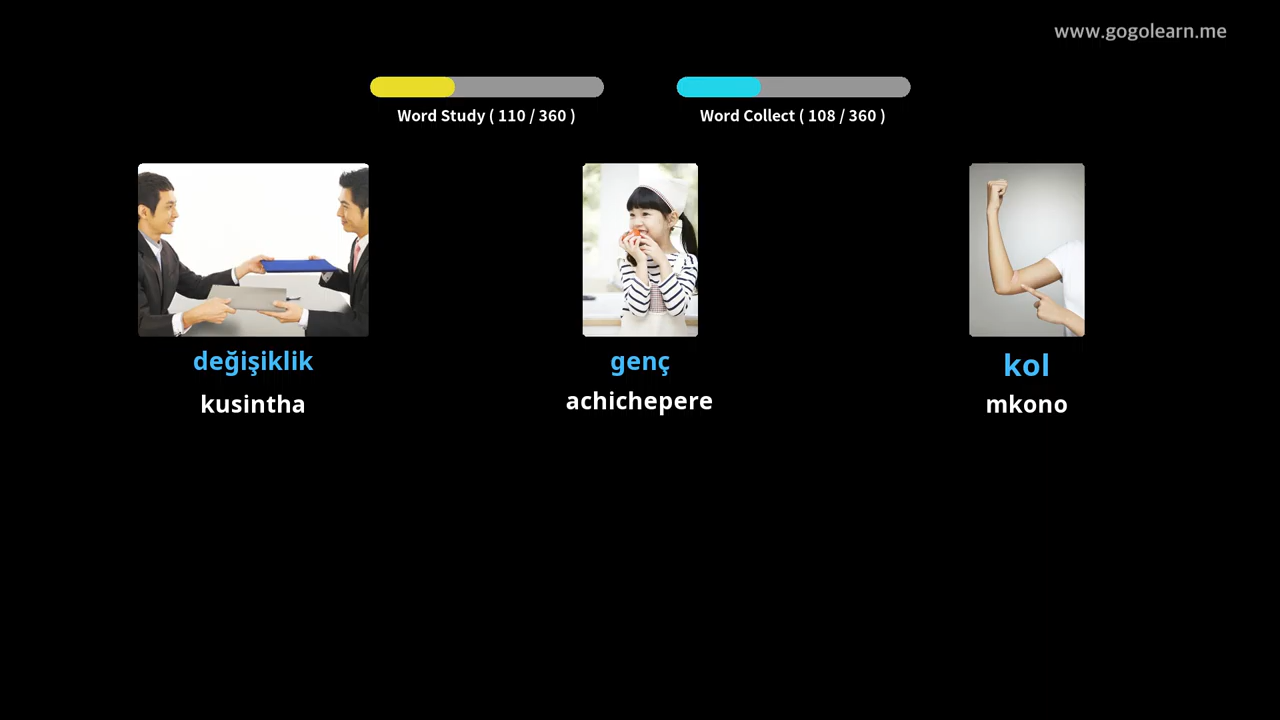 www.gogolearn.me
Word Study ( 110 / 360 )
Word Collect ( 108 / 360 )
değişiklik
genç
kol
kusintha
achichepere
mkono